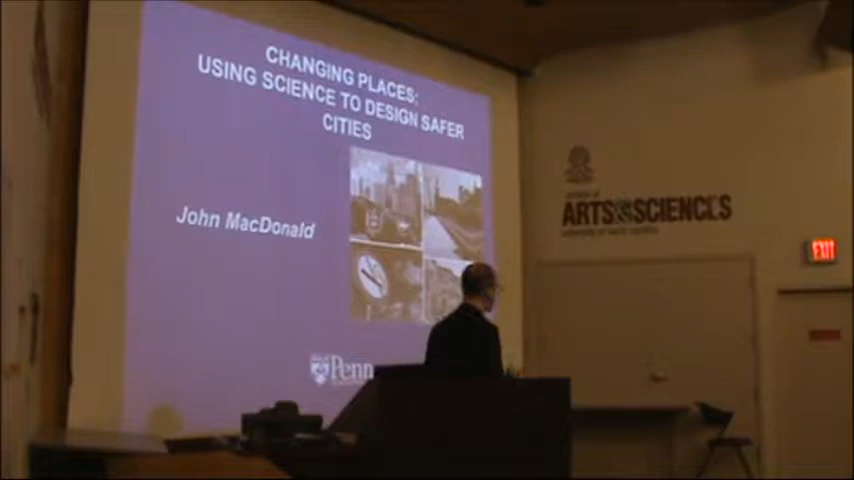 CHANGING PLACES:
USING SCIENCE TO DESIGN SAFER
CITIES
John MacDonald
Penn
ARTS&SCIENCES
EXIT